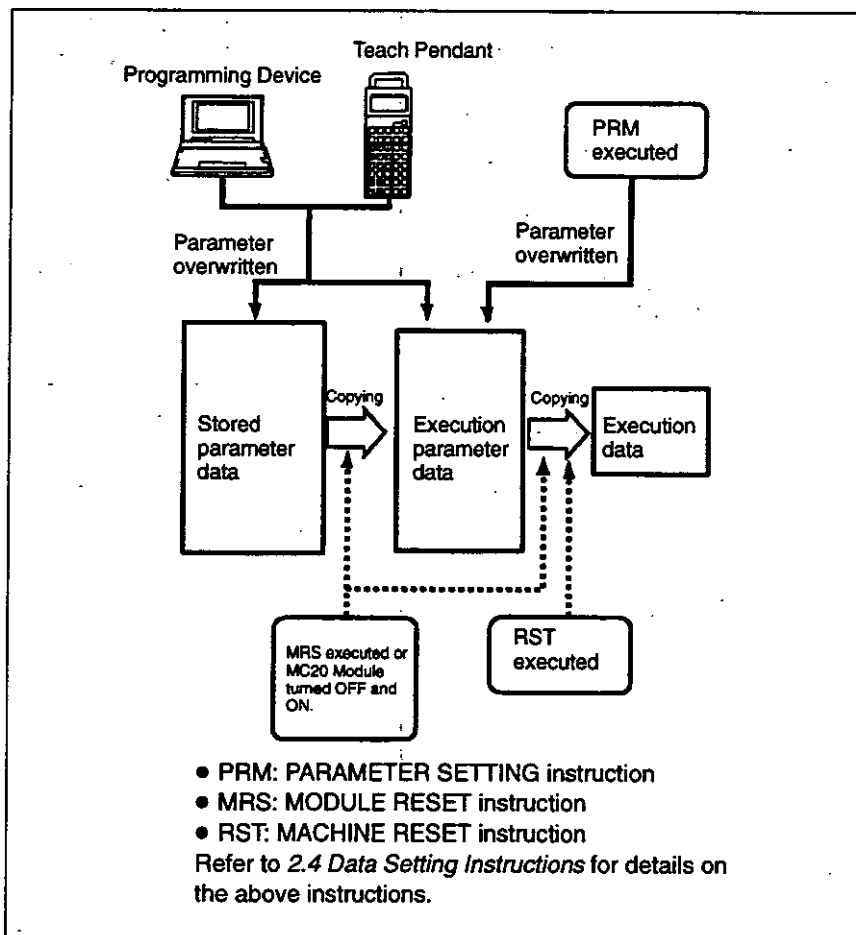 Teach Pendant
Programming Device
PRM
executed
Parameter
overwritten
Parameter
overwritten
Stored
parameter
data
Copying
Execution
parameter
data
Copying
Execution
data
MRS executed or
MC20 Module
turned OFF and
ON.
RST
executed
● PRM: PARAMETER SETTING instruction
● MRS: MODULE RESET instruction
● RST: MACHINE RESET instruction
Refer to 2.4 Data Setting Instructions for details on
the above instructions.